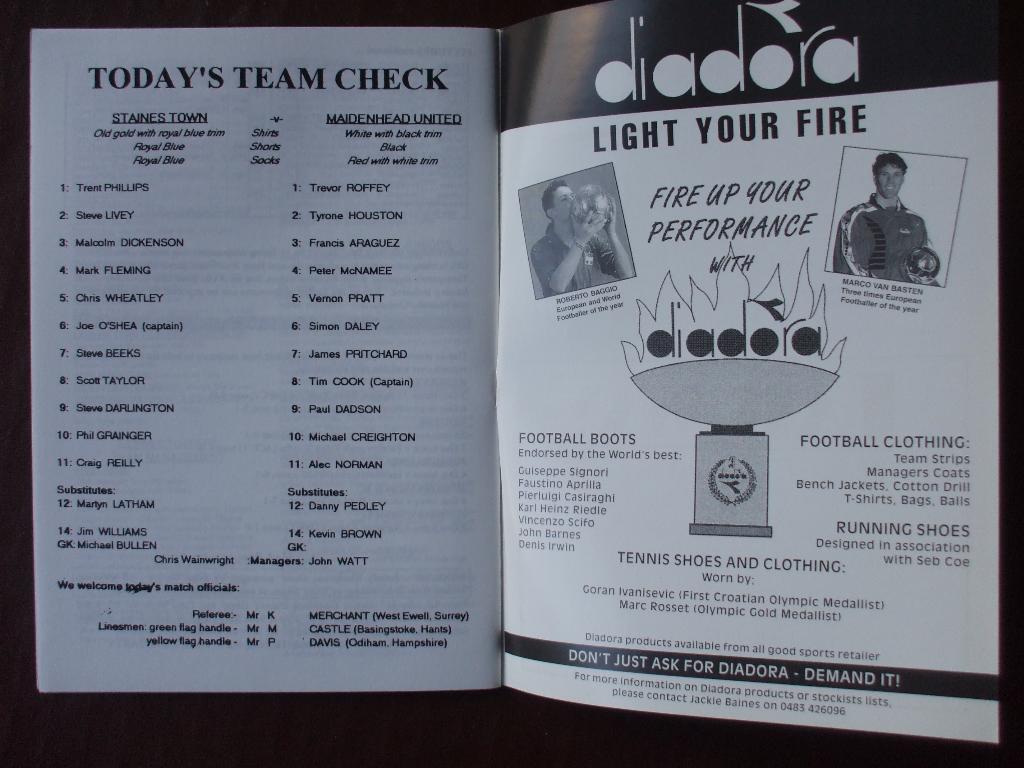 TODAY'S TEAM CHECK
STAINES TOWN -v- MAIDENHEAD UNITED
Old gold with royal blue trim Shirts White with black trim
Royal Blue Shorts Black
Royal Blue Socks Red with white trim
1: Trent PHILLIPS 1: Trevor ROFFEY
2: Steve LIVEY 2: Tyrone HOUSTON
3: Malcolm DICKENSON 3: Francis ARAGUEZ
4: Mark FLEMING 4: Peter McNAMEE
5: Chris WHEATLEY 5: Vernon PRATT
6: Joe O'SHEA (captain) 6: Simon DALEY
7: Steve BEEKS 7: James PRITCHARD
8: Scott TAYLOR 8: Tim COOK (Captain)
9: Steve DARLINGTON 9: Paul DADSON
10: Phil GRAINGER 10: Michael CREIGHTON
11: Craig REILLY 11: Alec NORMAN
Substitutes: Substitutes:
12: Martyn LATHAM 12: Danny PEDLEY
14: Jim WILLIAMS 14: Kevin BROWN
GK: Michael BULLEN GK:
Chris Wainwright :Managers: John WATT
We welcome today's match officials:
Referee:- Mr K MERCHANT (West Ewell, Surrey)
Linesmen: green flag handle - Mr M CASTLE (Basingstoke, Hants)
yellow flag handle - Mr P DAVIS (Odiham, Hampshire)
diadora
LIGHT YOUR FIRE
FIRE UP YOUR
PERFORMANCE
WITH
ROBERTO BAGGIO
European and World
Footballer of the year
MARCO VAN BASTEN
Three times European
Footballer of the year
diadora
FOOTBALL BOOTS
Endorsed by the World's best:
Guiseppe Signori
Faustino Aprilla
Pierluigi Casiraghi
Karl Heinz Riedle
Vincenzo Scifo
John Barnes
Denis Irwin
FOOTBALL CLOTHING:
Team Strips
Managers Coats
Bench Jackets, Cotton Drill
T-Shirts, Bags, Balls
RUNNING SHOES
Designed in association
with Seb Coe
TENNIS SHOES AND CLOTHING:
Worn by:
Goran Ivanisevic (First Croatian Olympic Medallist)
Marc Rosset (Olympic Gold Medallist)
Diadora products available from all good sports retailer
DON'T JUST ASK FOR DIADORA - DEMAND IT!
For more information on Diadora products or stockists lists,
please contact Jackie Baines on 0483 426096